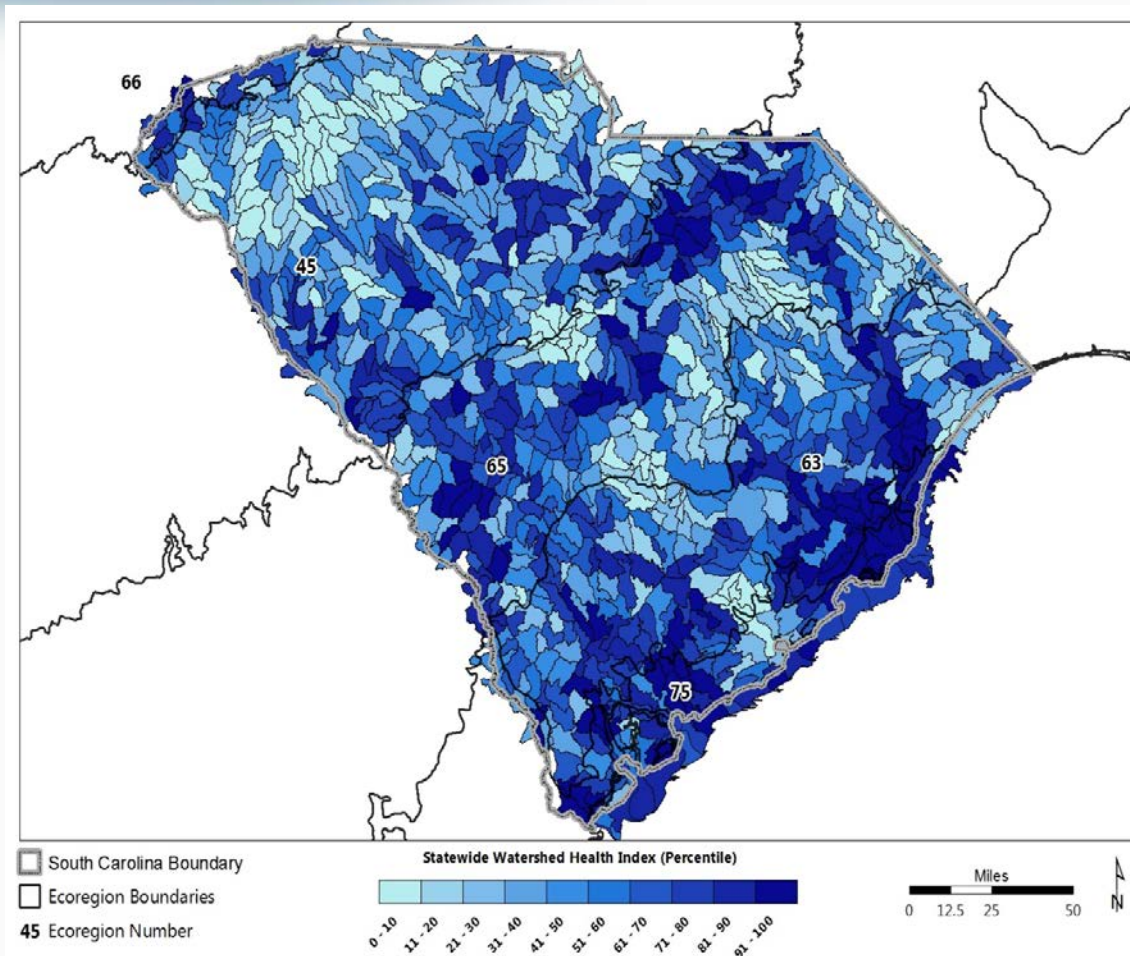 66
45
65
63
75
South Carolina Boundary
Ecoregion Boundaries
45 Ecoregion Number
Statewide Watershed Health Index (Percentile)
0 - 10
11 - 20
21 - 30
31 - 40
41 - 50
51 - 60
61 - 70
71 - 80
81 - 90
91 - 100
Miles
0 12.5 25 50
N